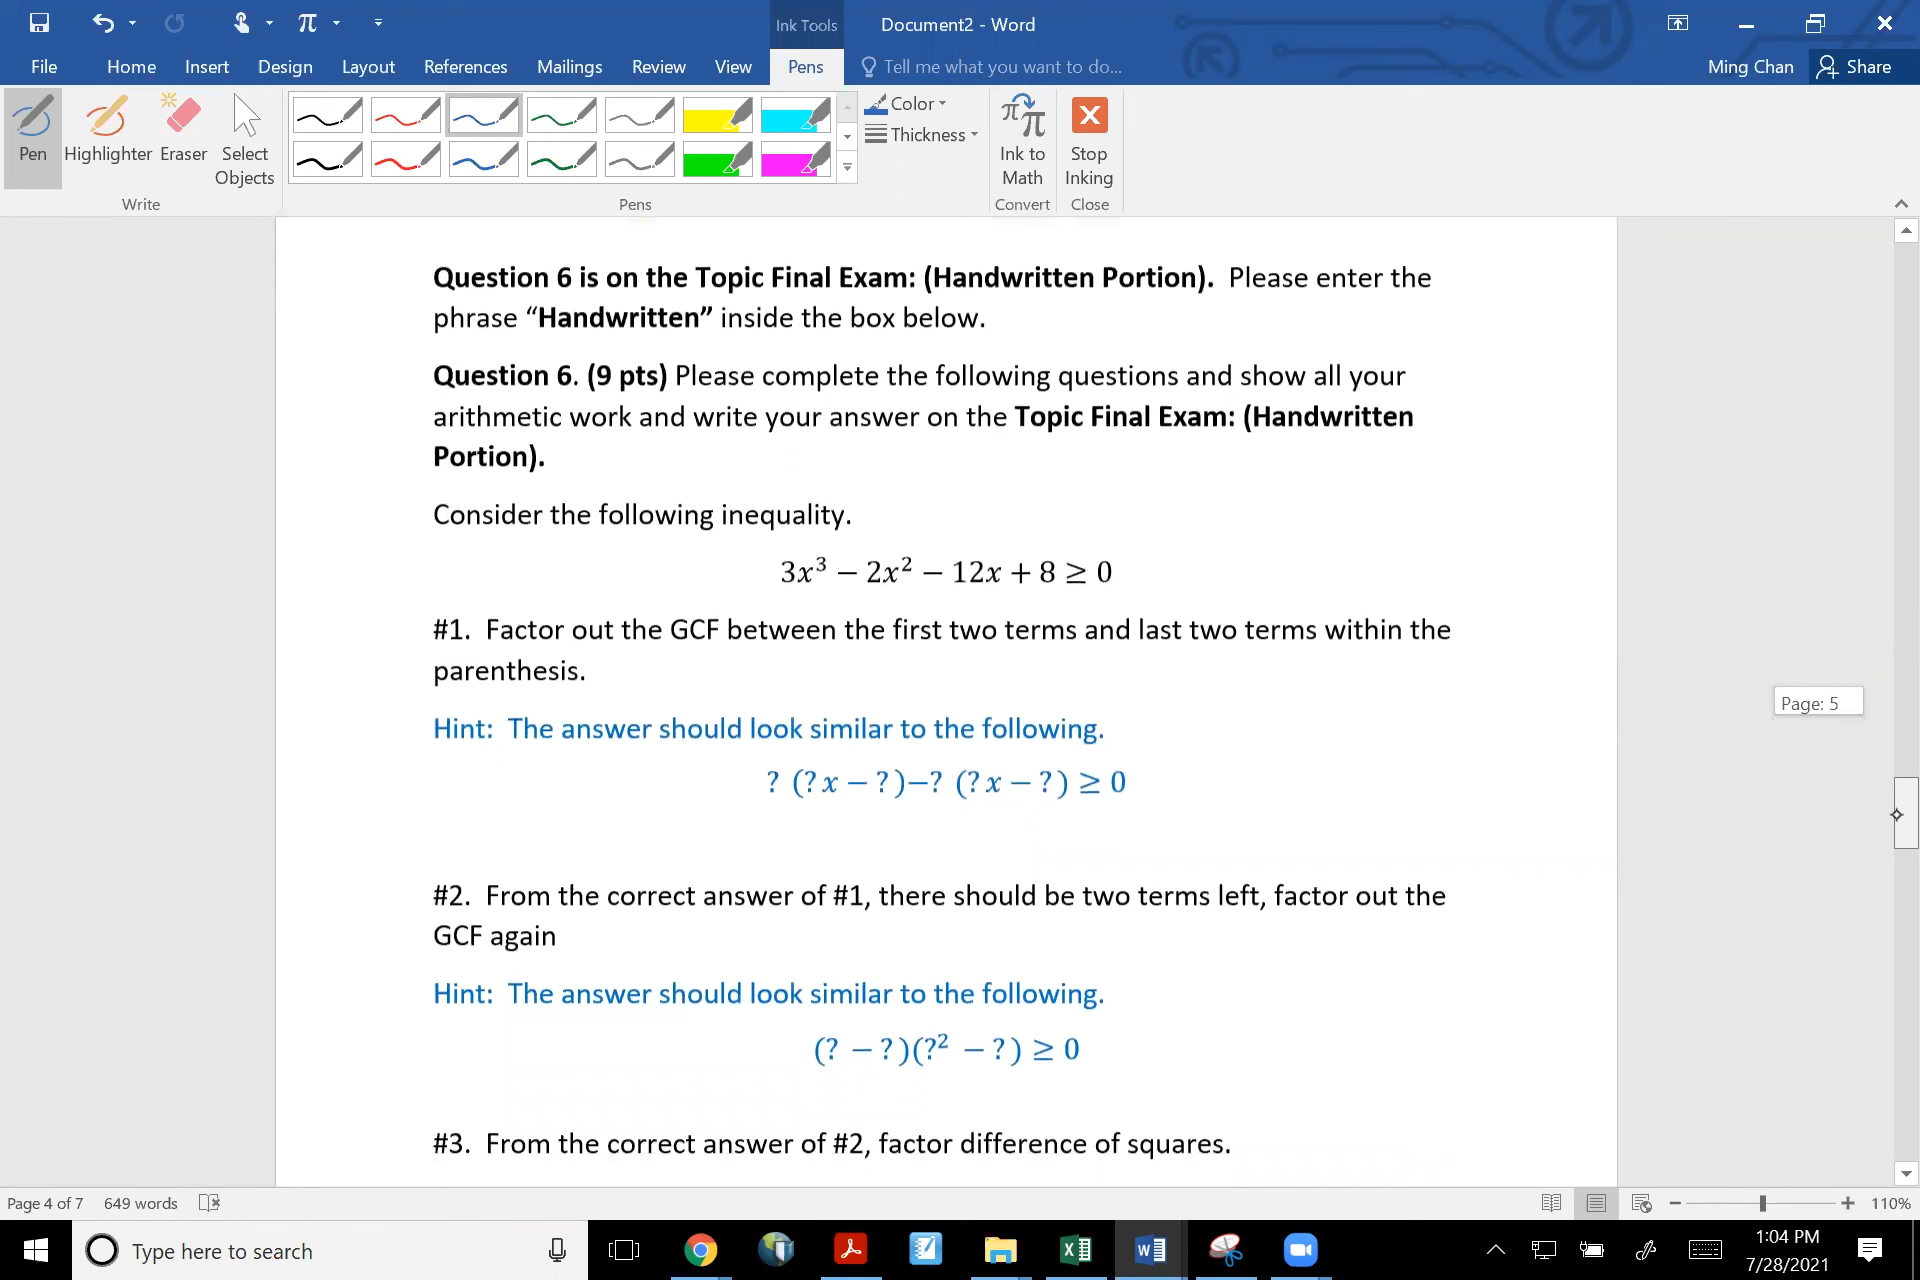 Ink Tools
Document2 - Word
File Home Insert Design Layout References Mailings Review View Pens Tell me what you want to do... Ming Chan Share
Pen Highlighter Eraser Select Objects
Color
Thickness
Ink to Math
Stop Inking
Write Pens Convert Close
Question 6 is on the Topic Final Exam: (Handwritten Portion). Please enter the
phrase “Handwritten” inside the box below.
Question 6. (9 pts) Please complete the following questions and show all your
arithmetic work and write your answer on the Topic Final Exam: (Handwritten
Portion).
Consider the following inequality.
3x³ − 2x² − 12x + 8 ≥ 0
#1. Factor out the GCF between the first two terms and last two terms within the
parenthesis.
Page: 5
Hint: The answer should look similar to the following.
? (? x − ? )−? (? x − ? ) ≥ 0
#2. From the correct answer of #1, there should be two terms left, factor out the
GCF again
Hint: The answer should look similar to the following.
(? − ? )(?² − ? ) ≥ 0
#3. From the correct answer of #2, factor difference of squares.
Page 4 of 7 649 words 110%
Type here to search
1:04 PM
7/28/2021